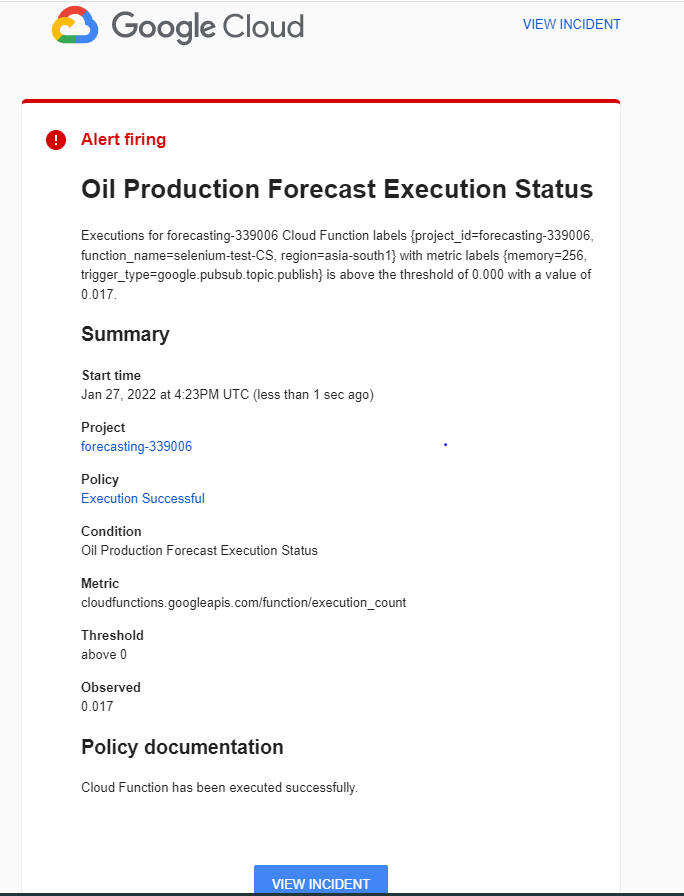 Google Cloud
VIEW INCIDENT
Alert firing
Oil Production Forecast Execution Status
Executions for forecasting-339006 Cloud Function labels {project_id=forecasting-339006,
function_name=selenium-test-CS, region=asia-south1} with metric labels {memory=256,
trigger_type=google.pubsub.topic.publish} is above the threshold of 0.000 with a value of
0.017.
Summary
Start time
Jan 27, 2022 at 4:23PM UTC (less than 1 sec ago)
Project
forecasting-339006
Policy
Execution Successful
Condition
Oil Production Forecast Execution Status
Metric
cloudfunctions.googleapis.com/function/execution_count
Threshold
above 0
Observed
0.017
Policy documentation
Cloud Function has been executed successfully.
VIEW INCIDENT